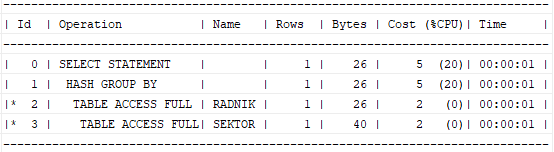 --------------------------------------------------------------------------------
| Id  | Operation            | Name   | Rows  | Bytes | Cost (%CPU)| Time     |
--------------------------------------------------------------------------------
|   0 | SELECT STATEMENT     |        |     1 |    26 |     5  (20)| 00:00:01 |
|   1 |  HASH GROUP BY       |        |     1 |    26 |     5  (20)| 00:00:01 |
|*  2 |   TABLE ACCESS FULL  | RADNIK |     1 |    26 |     2   (0)| 00:00:01 |
|*  3 |    TABLE ACCESS FULL| SEKTOR |     1 |    40 |     2   (0)| 00:00:01 |
--------------------------------------------------------------------------------